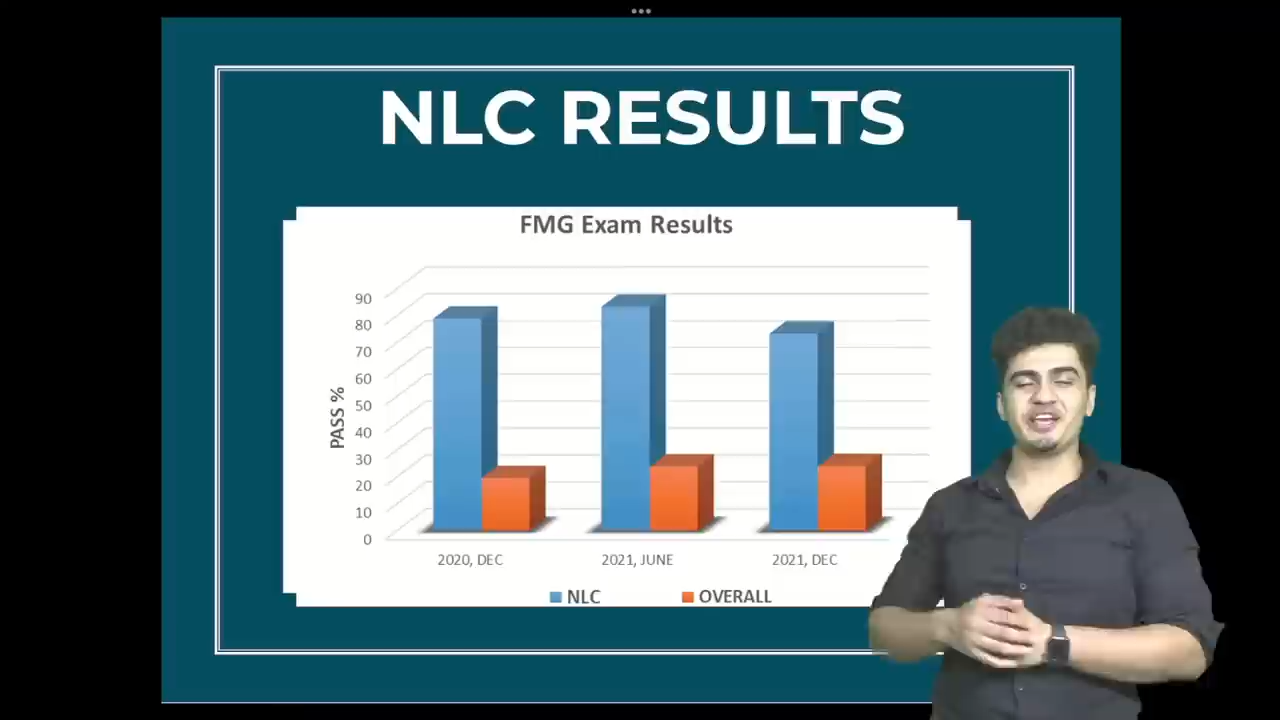 NLC RESULTS
FMG Exam Results
90
80
70
60
50
40
30
20
10
0
PASS %
2020, DEC
2021, JUNE
2021, DEC
NLC
OVERALL